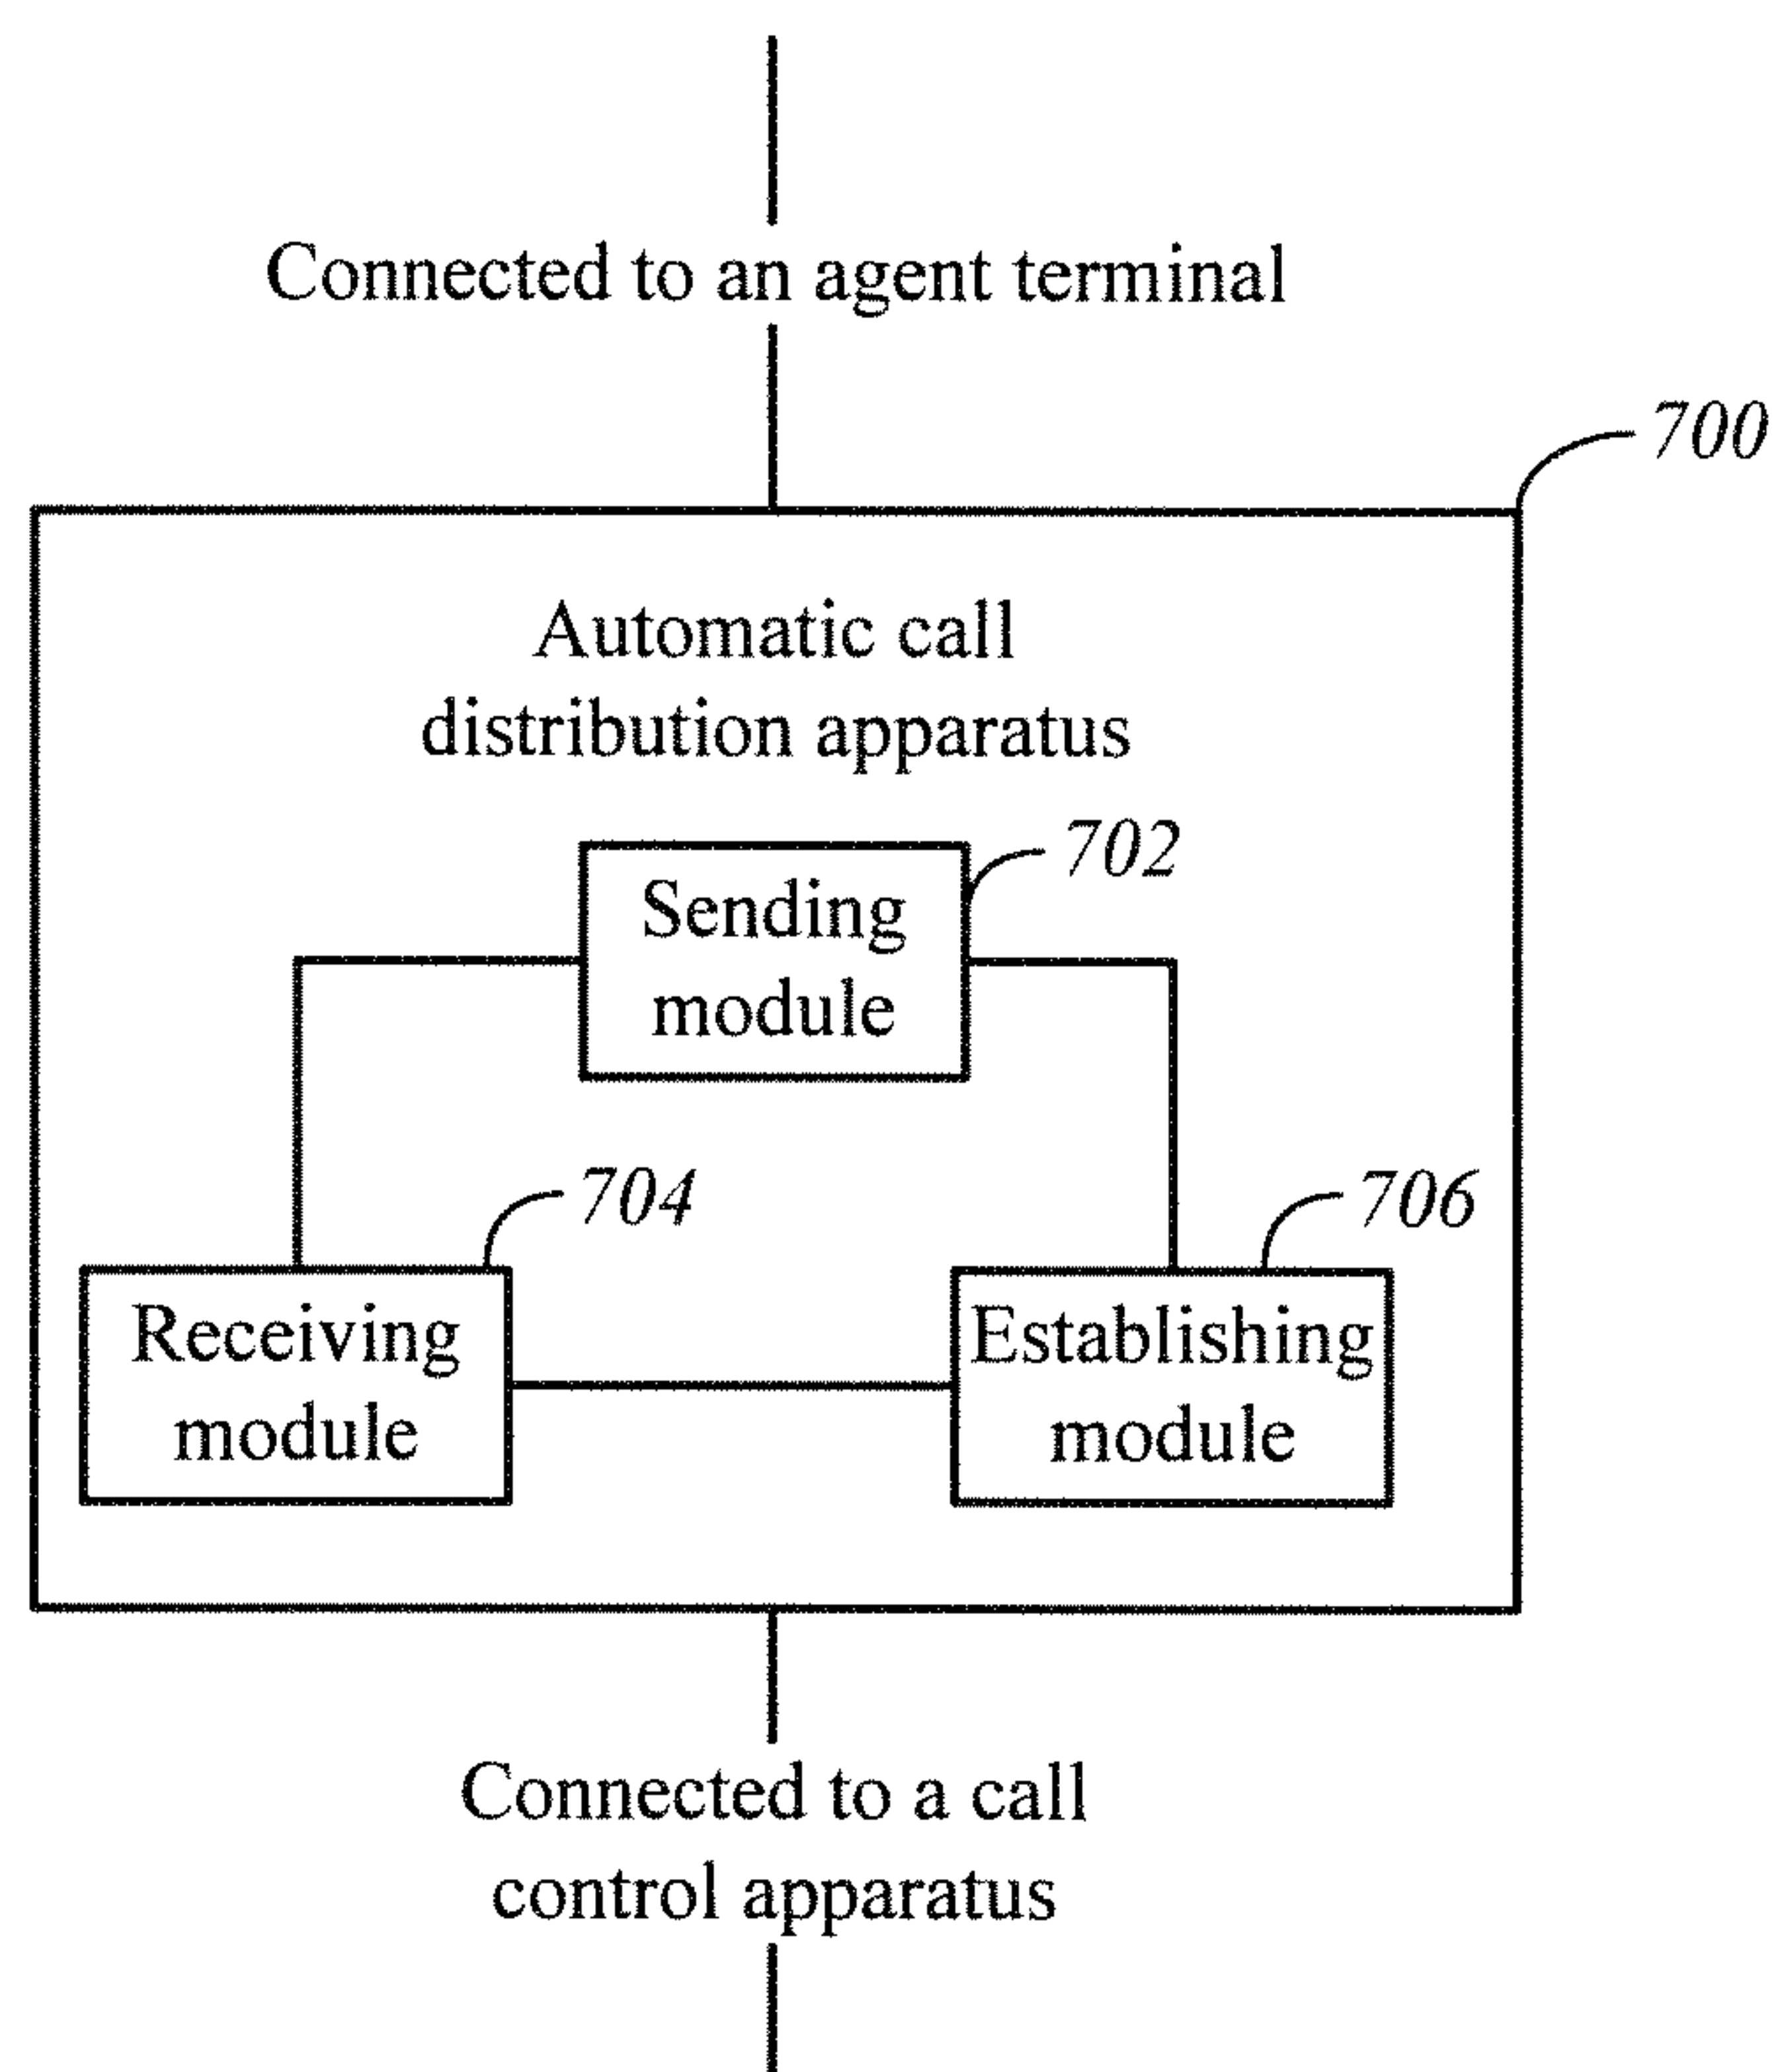 Connected to an agent terminal
700
Automatic call
distribution apparatus
702
Sending
module
704
706
Receiving
module
Establishing
module
Connected to a call
control apparatus